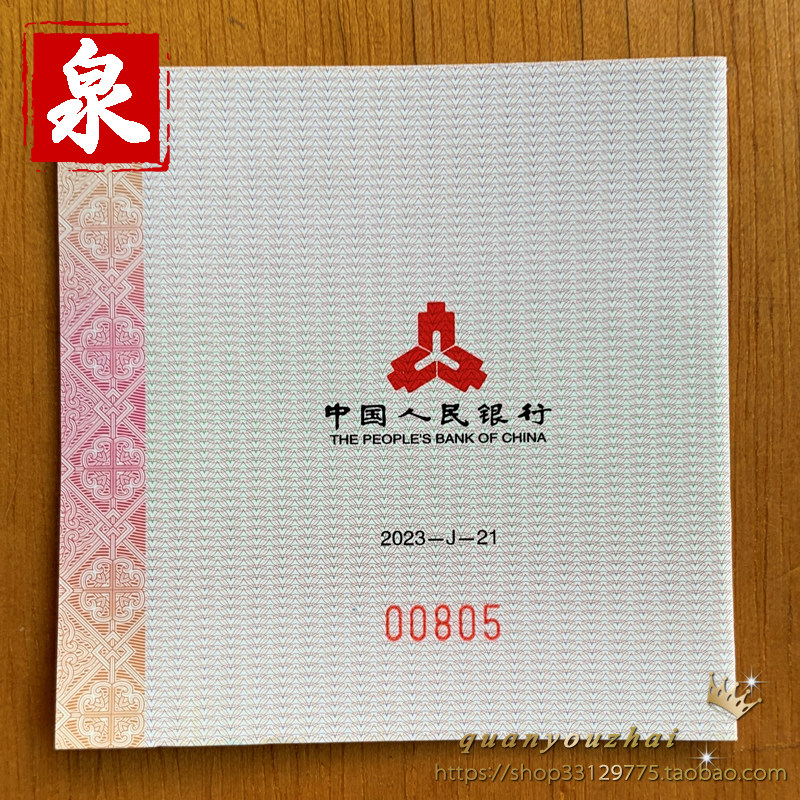 泉
中国人民银行
THE PEOPLE'S BANK OF CHINA
2023—J—21
00805
quanyouzhai
https://shop33129775.taobao.com